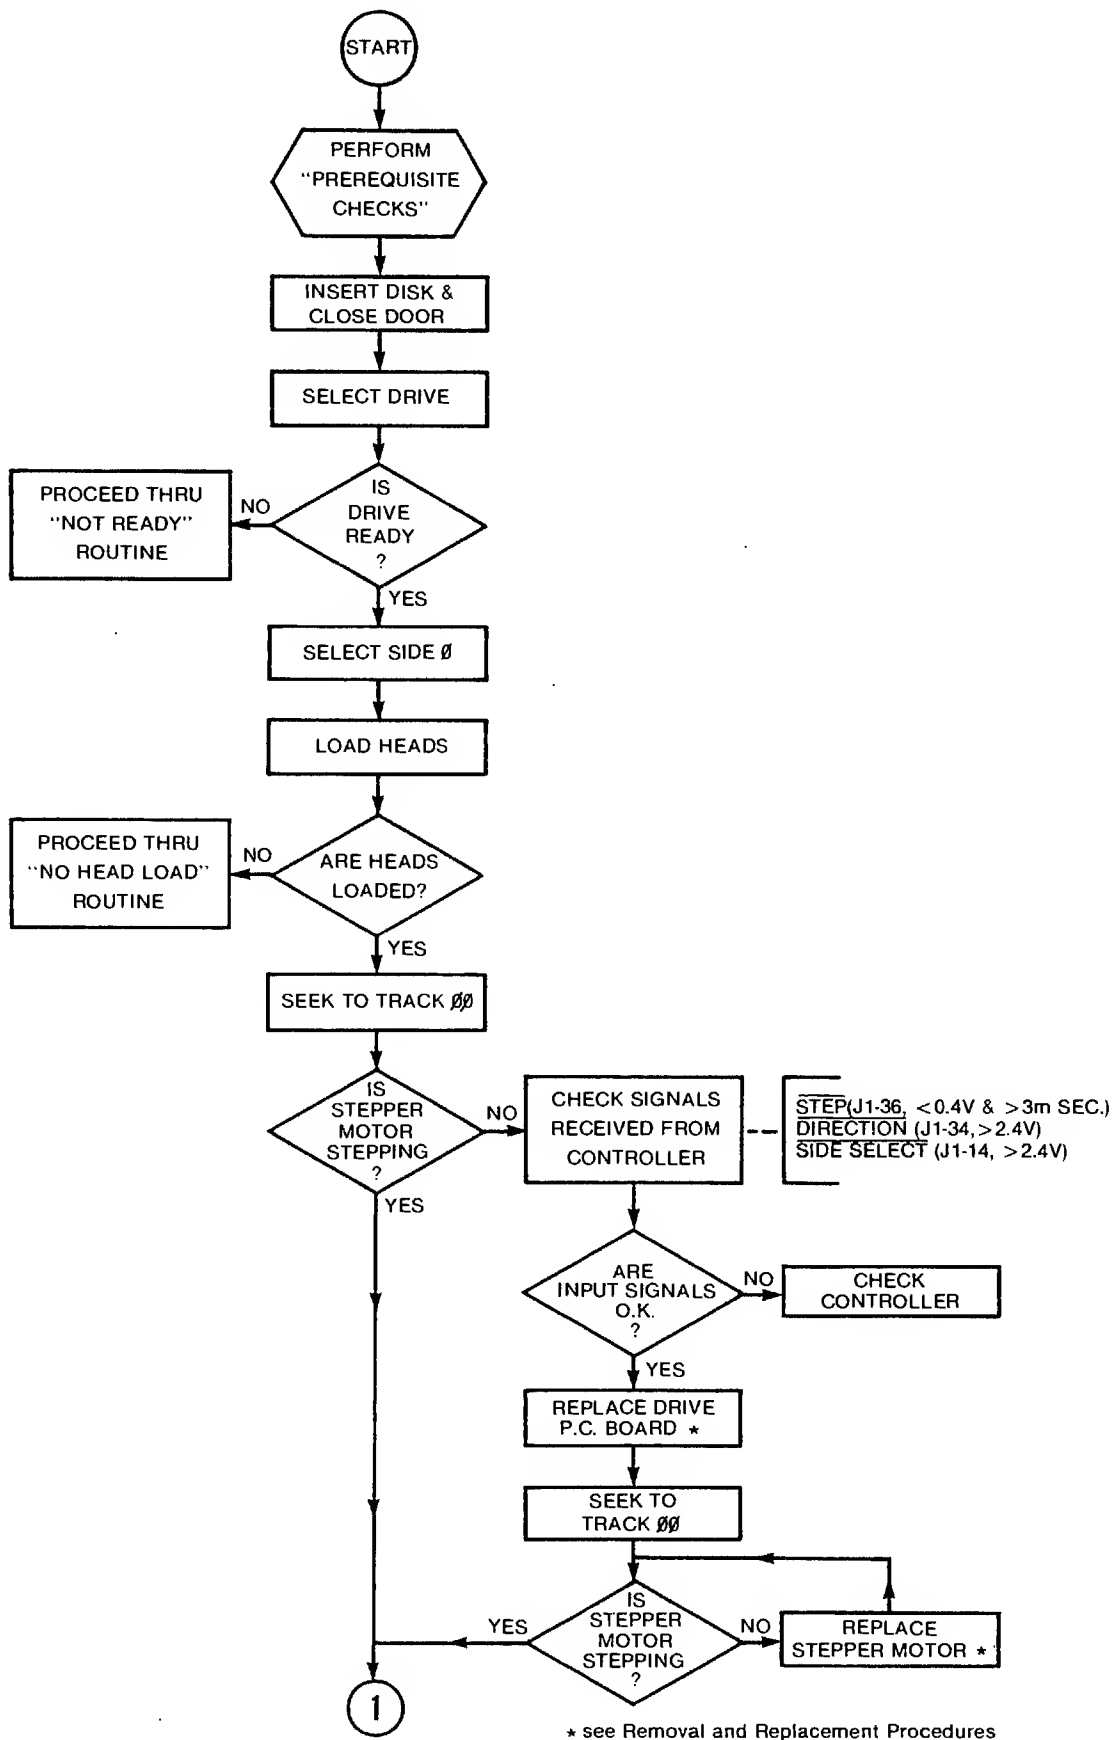 START
PERFORM
"PREREQUISITE
CHECKS"
INSERT DISK &
CLOSE DOOR
SELECT DRIVE
IS
DRIVE
READY
?
NO
PROCEED THRU
"NOT READY"
ROUTINE
YES
SELECT SIDE Ø
LOAD HEADS
ARE HEADS
LOADED?
NO
PROCEED THRU
"NO HEAD LOAD"
ROUTINE
YES
SEEK TO TRACK ØØ
IS
STEPPER
MOTOR
STEPPING
?
NO
CHECK SIGNALS
RECEIVED FROM
CONTROLLER
STEP(J1-36, <0.4V & >3m SEC.)
DIRECTION (J1-34,>2.4V)
SIDE SELECT (J1-14, >2.4V)
YES
ARE
INPUT SIGNALS
O.K.
?
NO
CHECK
CONTROLLER
YES
REPLACE DRIVE
P.C. BOARD *
SEEK TO
TRACK ØØ
IS
STEPPER
MOTOR
STEPPING
?
YES
NO
REPLACE
STEPPER MOTOR *
1
* see Removal and Replacement Procedures